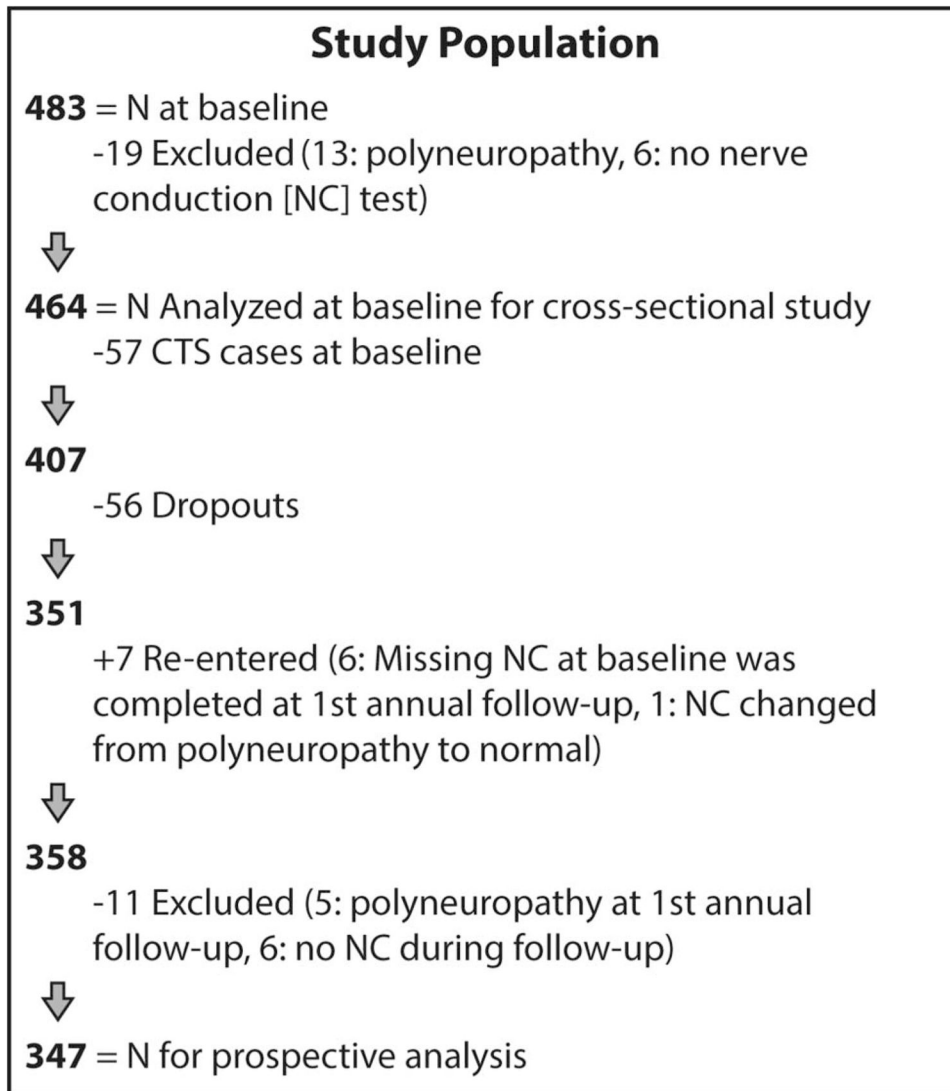 Study Population
483 = N at baseline
-19 Excluded (13: polyneuropathy, 6: no nerve
conduction [NC] test)
464 = N Analyzed at baseline for cross-sectional study
-57 CTS cases at baseline
407
-56 Dropouts
351
+7 Re-entered (6: Missing NC at baseline was
completed at 1st annual follow-up, 1: NC changed
from polyneuropathy to normal)
358
-11 Excluded (5: polyneuropathy at 1st annual
follow-up, 6: no NC during follow-up)
347 = N for prospective analysis